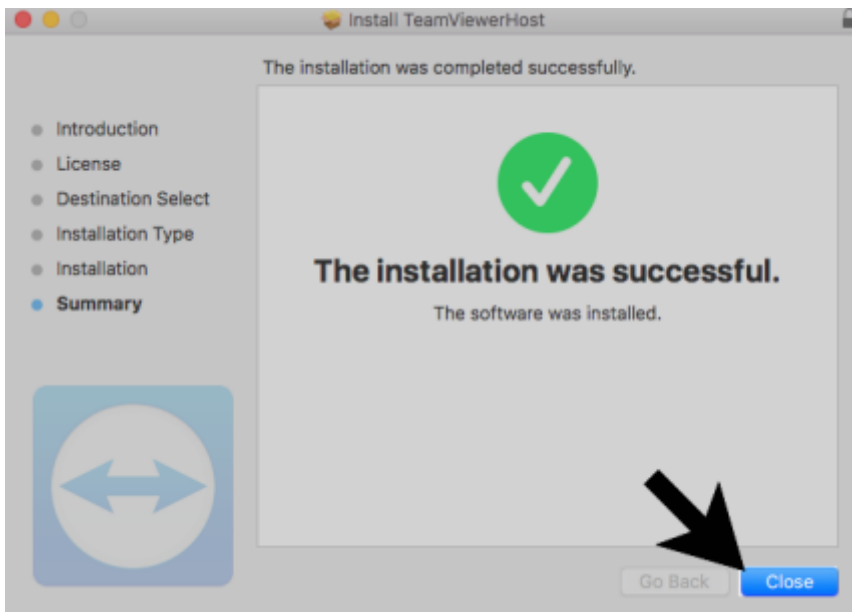 Install TeamViewerHost
The installation was completed successfully.
Introduction
License
Destination Select
Installation Type
Installation
Summary
The installation was successful.
The software was installed.
Go Back
Close